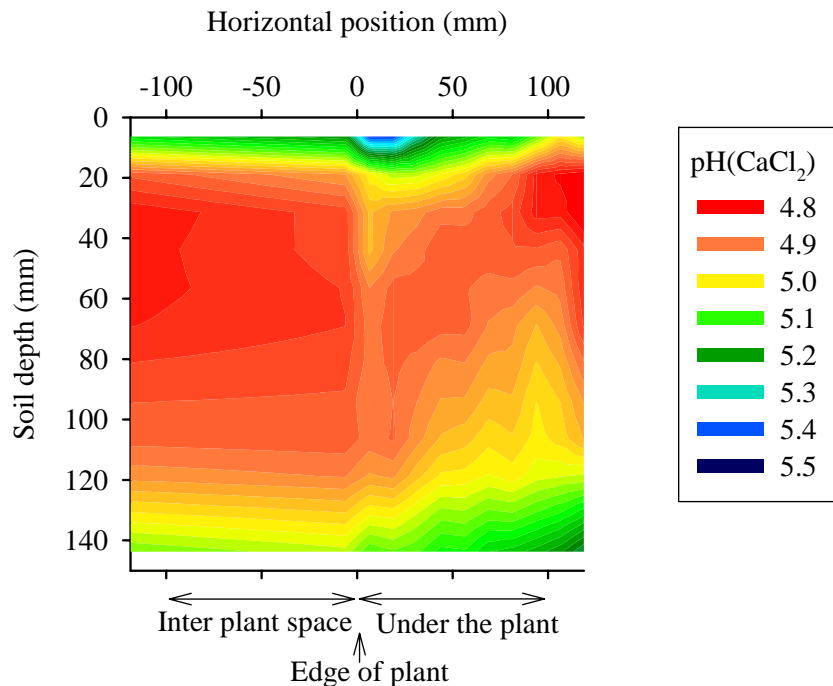 Horizontal position (mm)
-100 -50 0 50 100
Soil depth (mm)
0
20
40
60
80
100
120
140
pH(CaCl₂)
4.8
4.9
5.0
5.1
5.2
5.3
5.4
5.5
Inter plant space Under the plant
Edge of plant